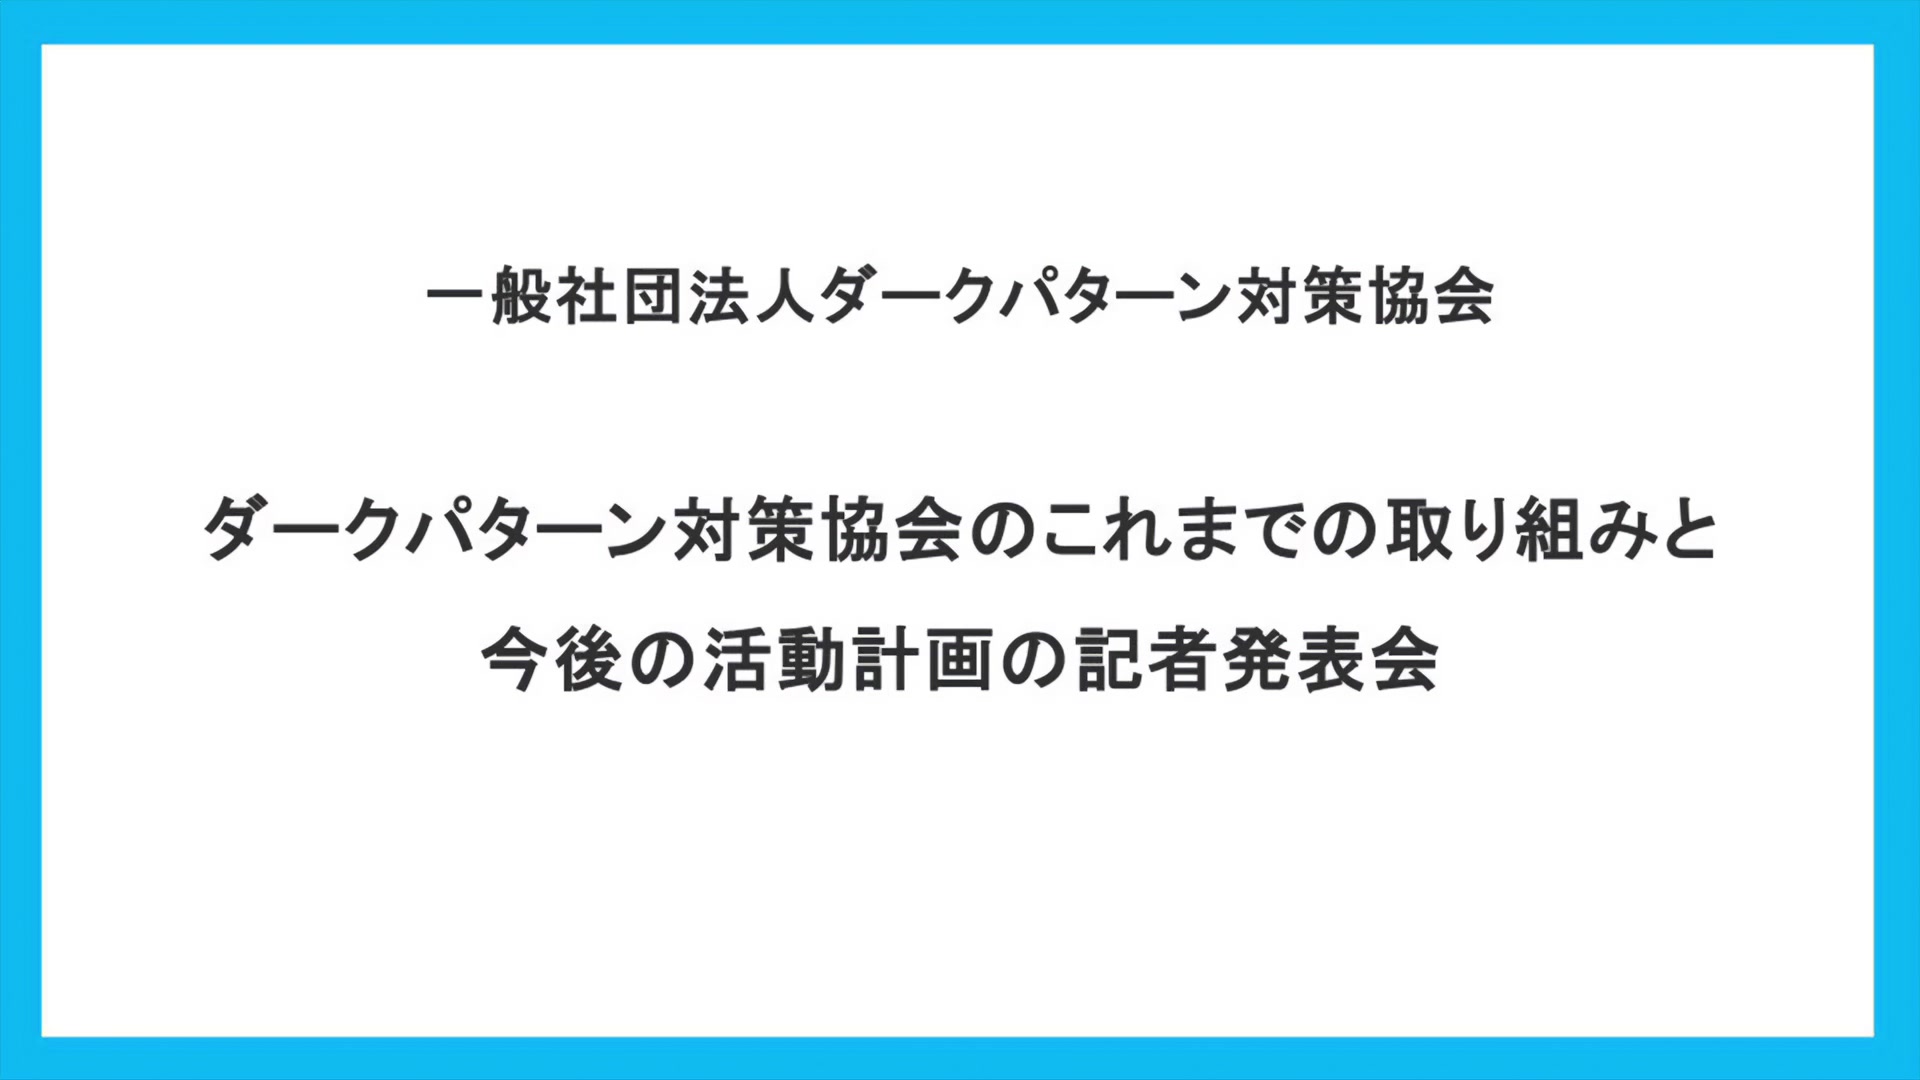 一般社団法人ダークパターン対策協会
ダークパターン対策協会のこれまでの取り組みと
今後の活動計画の記者発表会